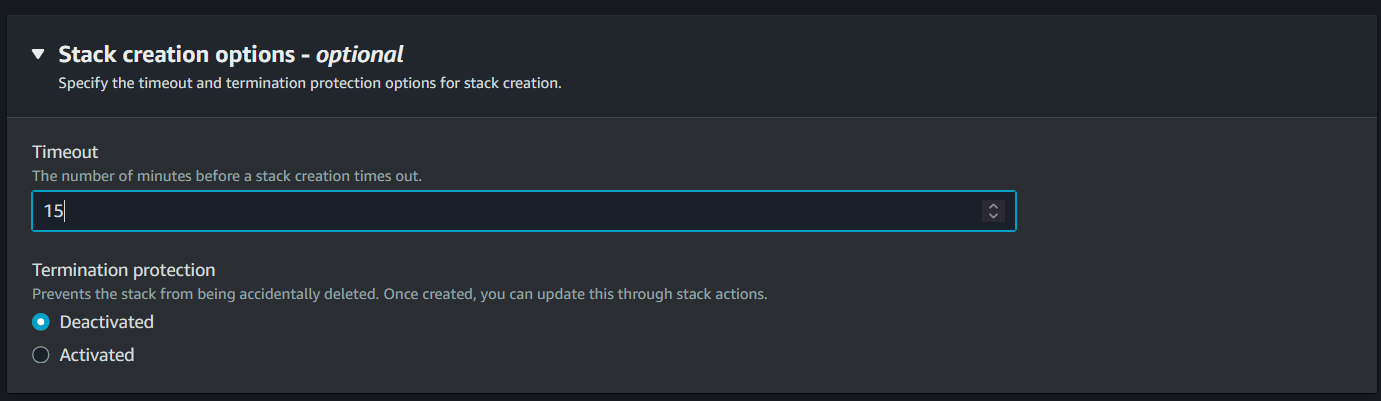 Stack creation options - optional
Specify the timeout and termination protection options for stack creation.
Timeout
The number of minutes before a stack creation times out.
15
Termination protection
Prevents the stack from being accidentally deleted. Once created, you can update this through stack actions.
Deactivated
Activated